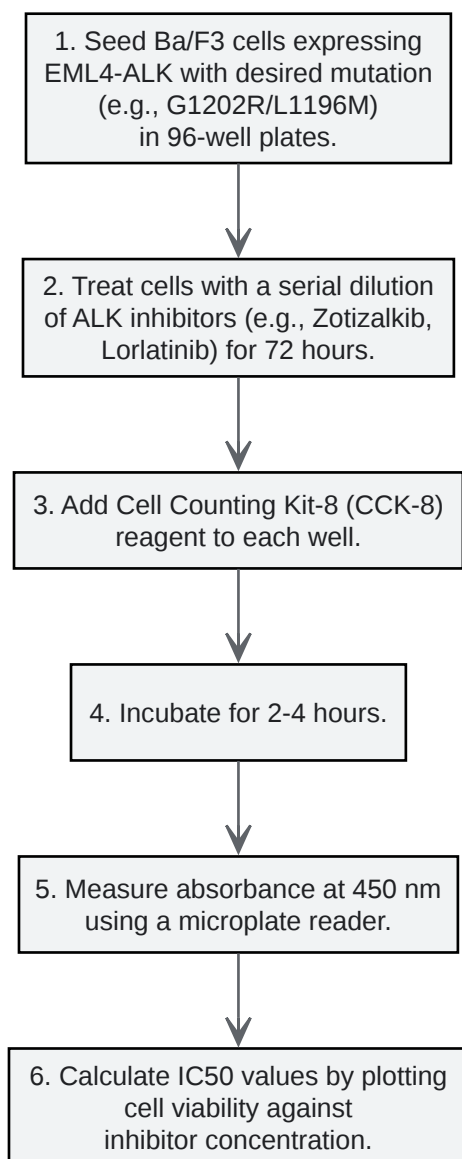 1. Seed Ba/F3 cells expressing
EML4-ALK with desired mutation
(e.g., G1202R/L1196M)
in 96-well plates.
2. Treat cells with a serial dilution
of ALK inhibitors (e.g., Zotizalkib,
Lorlatinib) for 72 hours.
3. Add Cell Counting Kit-8 (CCK-8)
reagent to each well.
4. Incubate for 2-4 hours.
5. Measure absorbance at 450 nm
using a microplate reader.
6. Calculate IC50 values by plotting
cell viability against
inhibitor concentration.